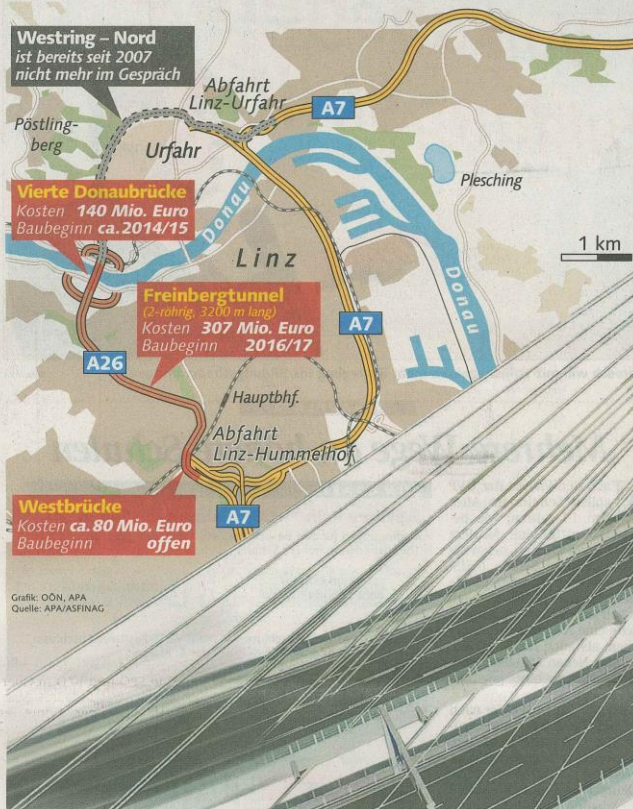 Westring – Nord
ist bereits seit 2007
nicht mehr im Gespräch
Abfahrt
Linz-Urfahr
A7
Pöstling-
berg
Urfahr
Plesching
Vierte Donaubrücke
Kosten 140 Mio. Euro
Baubeginn ca. 2014/15
Donau
Linz
1 km
Donau
Freinbergtunnel
(2-röhrig, 3200 m lang)
Kosten 307 Mio. Euro
Baubeginn 2016/17
A7
A26
Hauptbhf.
Abfahrt
Linz-Hummelhof
Westbrücke
Kosten ca. 80 Mio. Euro
Baubeginn offen
A7
Grafik: OÖN, APA
Quelle: APA/ASFINAG